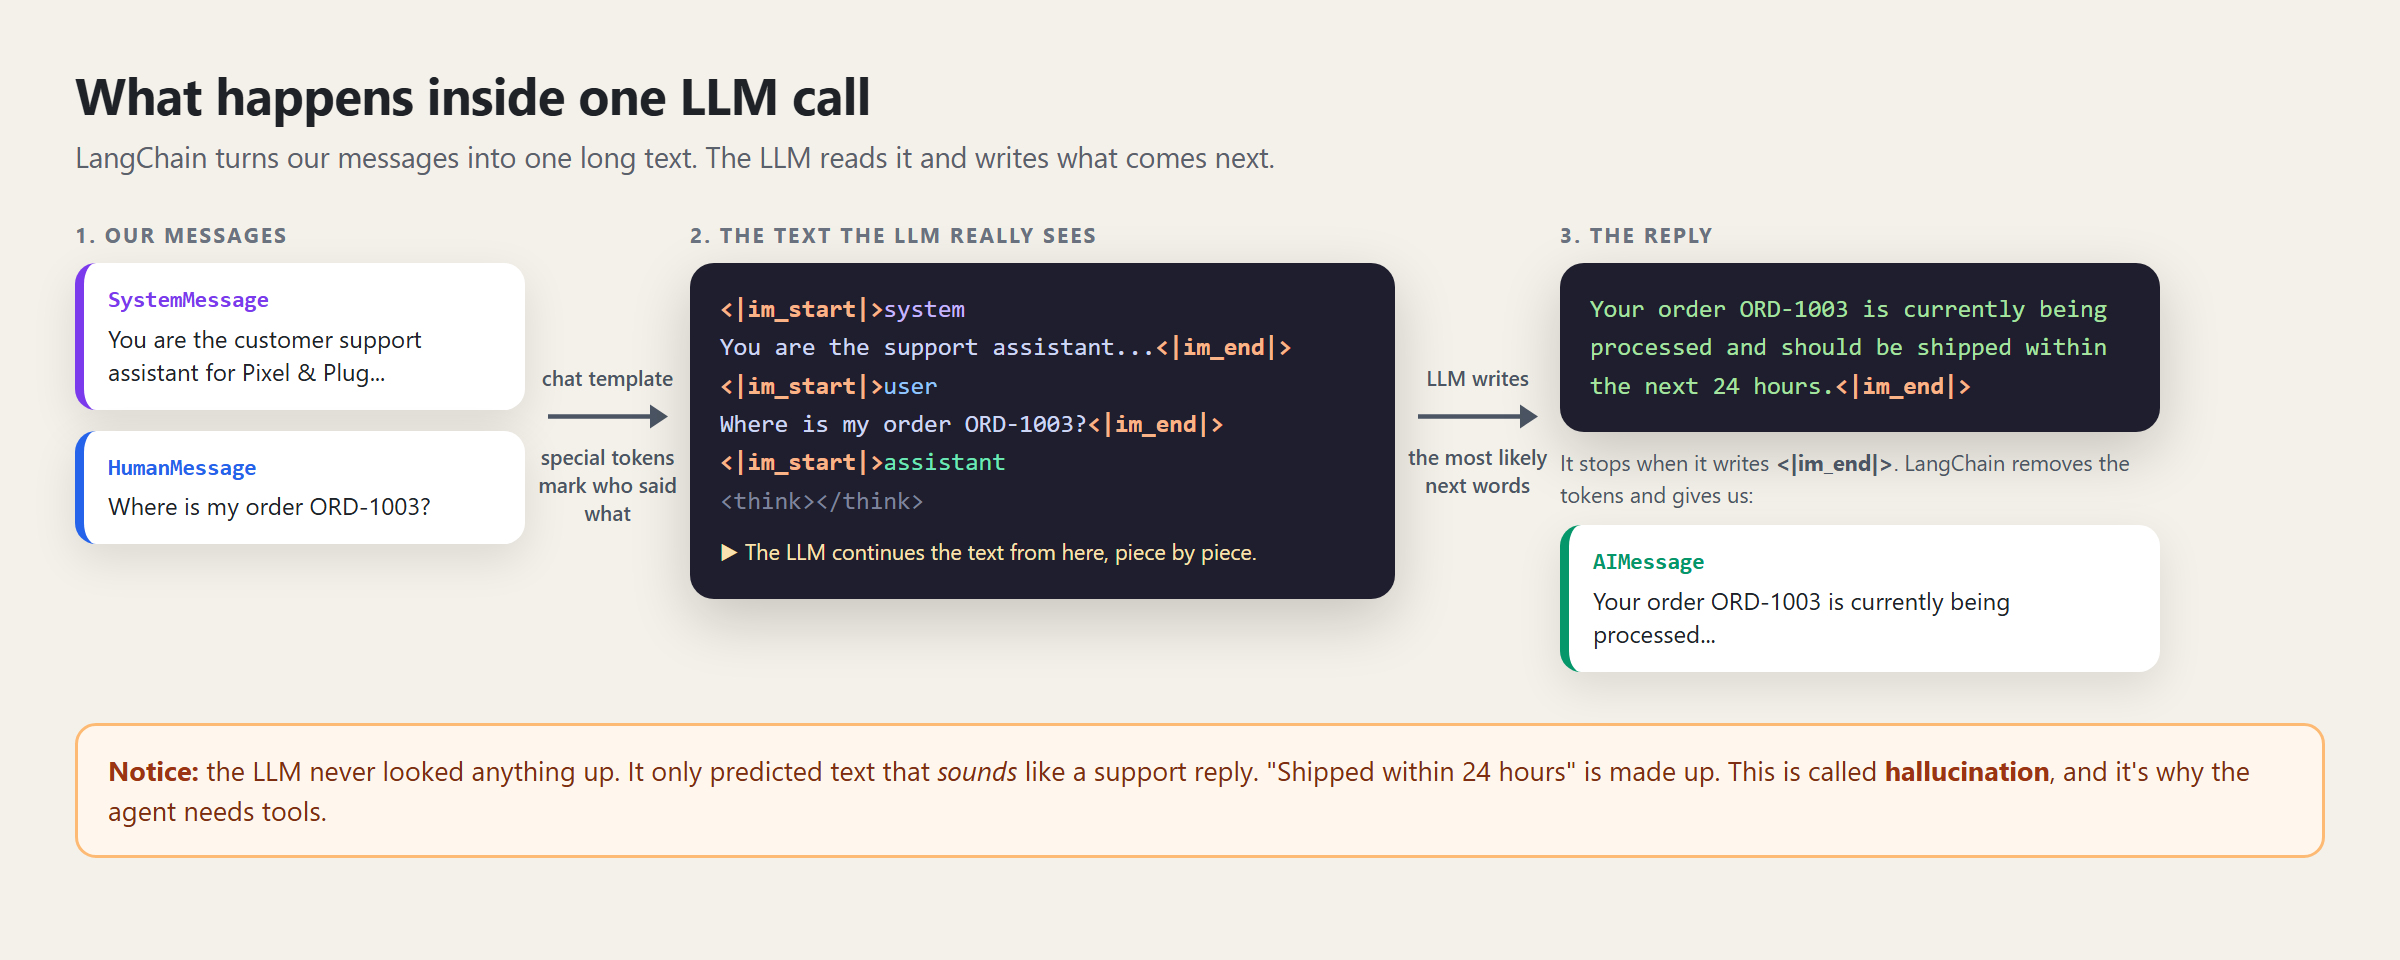 What happens inside one LLM call
LangChain turns our messages into one long text. The LLM reads it and writes what comes next.
1. OUR MESSAGES
SystemMessage
You are the customer support
assistant for Pixel & Plug...
HumanMessage
Where is my order ORD-1003?
chat template
special tokens
mark who said
what
2. THE TEXT THE LLM REALLY SEES
<|im_start|>system
You are the support assistant...<|im_end|>
<|im_start|>user
Where is my order ORD-1003?<|im_end|>
<|im_start|>assistant
<think></think>
▶ The LLM continues the text from here, piece by piece.
LLM writes
the most likely
next words
3. THE REPLY
Your order ORD-1003 is currently being
processed and should be shipped within
the next 24 hours.<|im_end|>
It stops when it writes <|im_end|>. LangChain removes the
tokens and gives us:
AIMessage
Your order ORD-1003 is currently being
processed...
Notice: the LLM never looked anything up. It only predicted text that sounds like a support reply. "Shipped within 24 hours" is made up. This is called hallucination, and it's why the
agent needs tools.